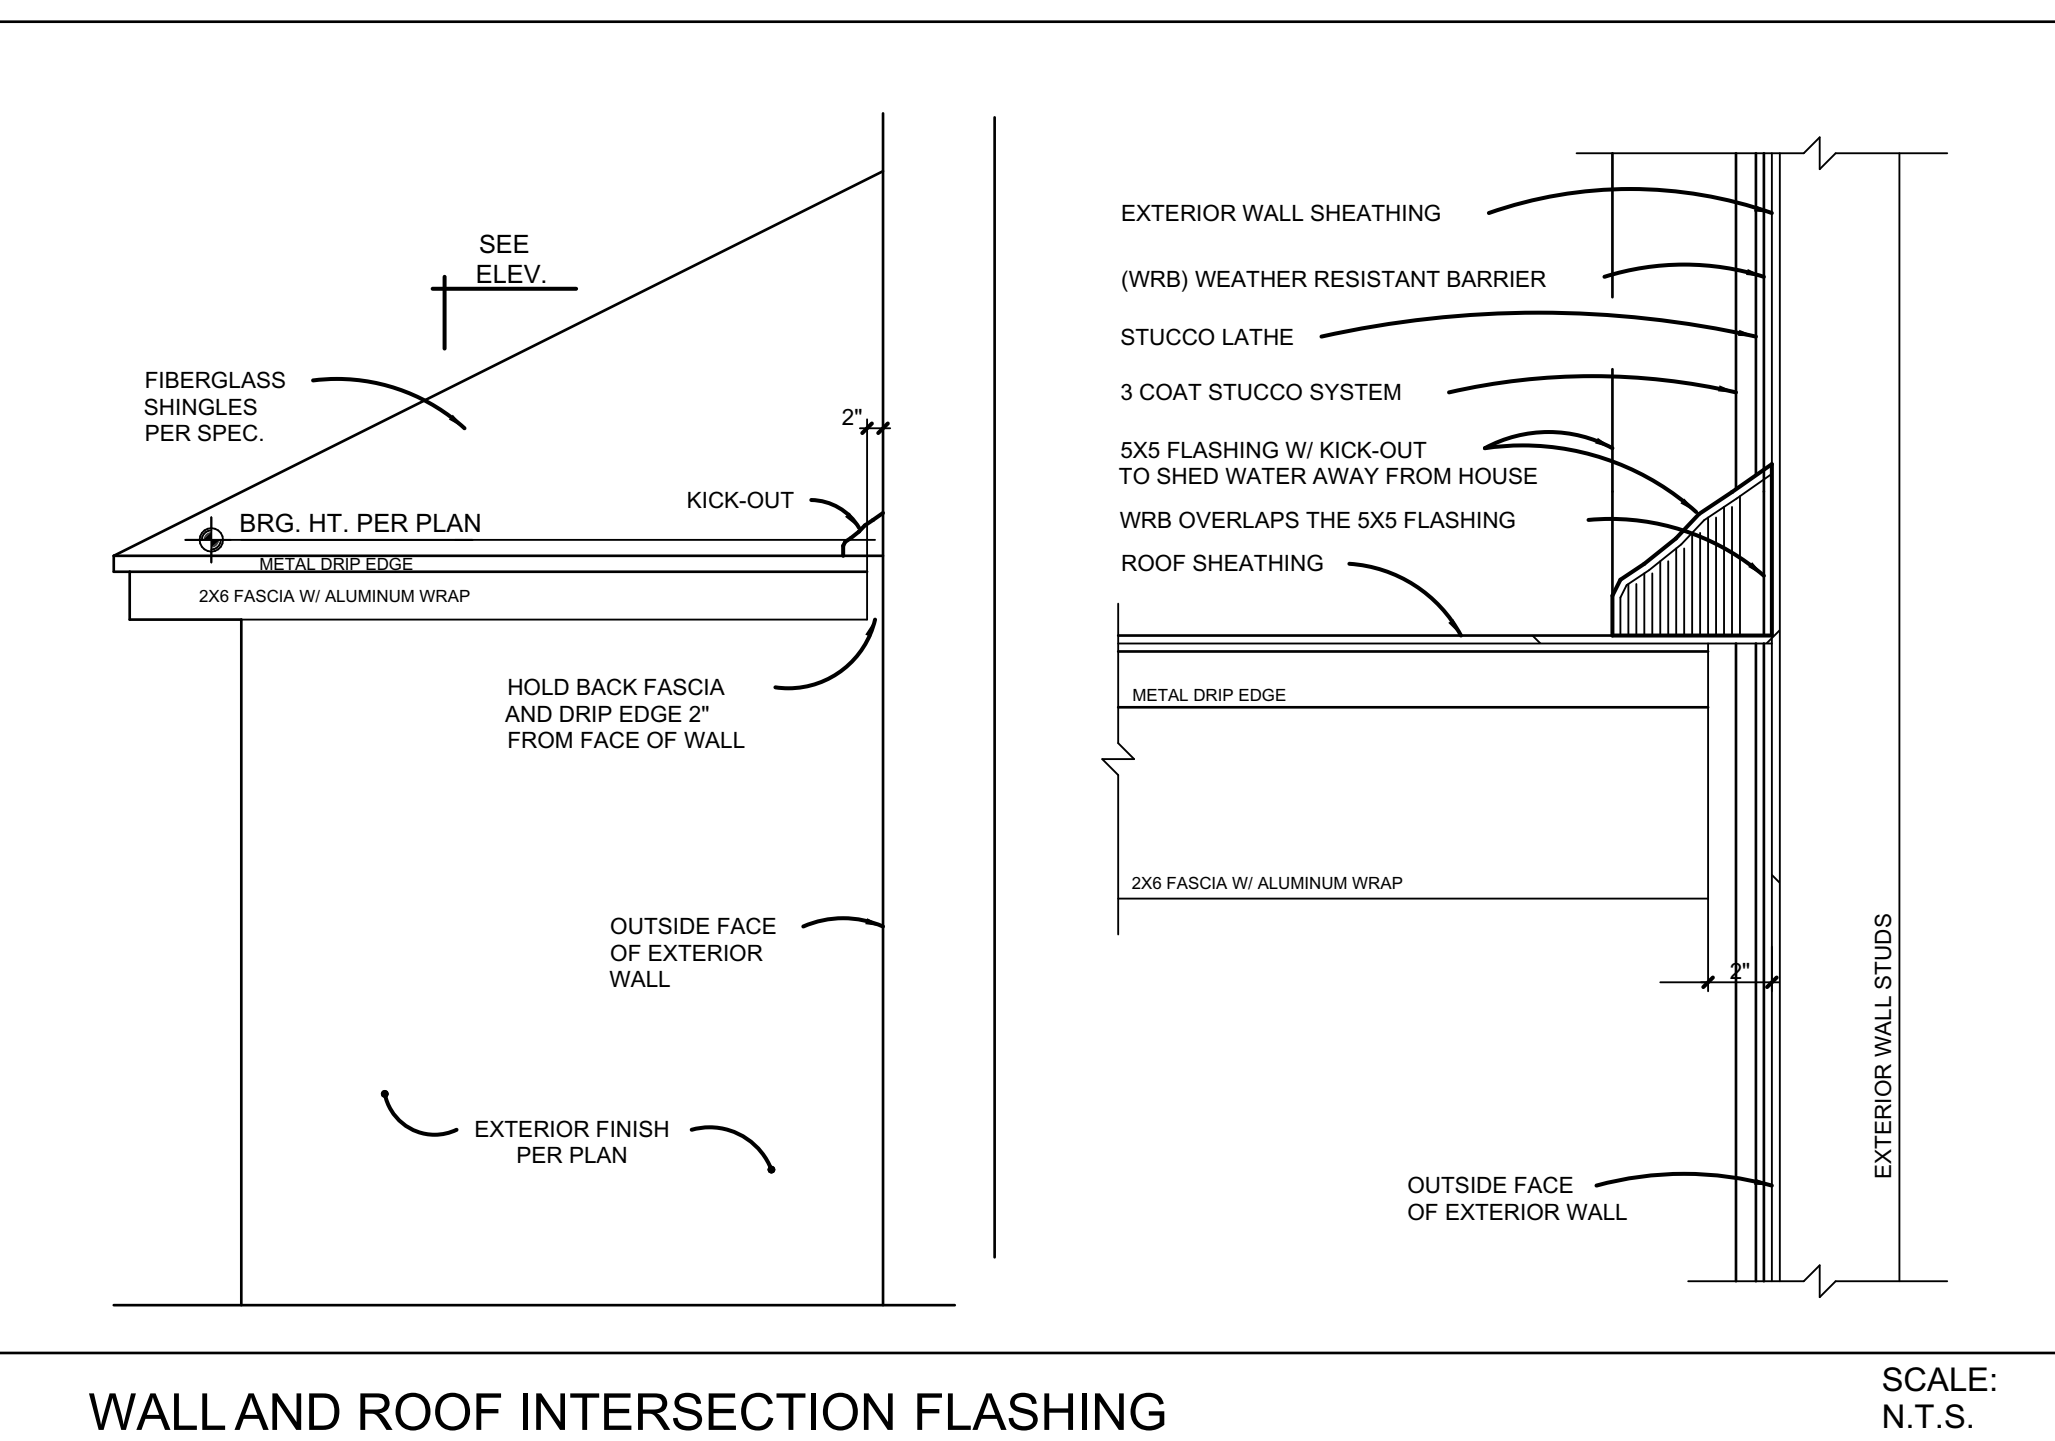 SEE
ELEV.
FIBERGLASS
SHINGLES
PER SPEC.
2"
KICK-OUT
BRG. HT. PER PLAN
METAL DRIP EDGE
2X6 FASCIA W/ ALUMINUM WRAP
HOLD BACK FASCIA
AND DRIP EDGE 2"
FROM FACE OF WALL
OUTSIDE FACE
OF EXTERIOR
WALL
EXTERIOR FINISH
PER PLAN
EXTERIOR WALL SHEATHING
(WRB) WEATHER RESISTANT BARRIER
STUCCO LATHE
3 COAT STUCCO SYSTEM
5X5 FLASHING W/ KICK-OUT
TO SHED WATER AWAY FROM HOUSE
WRB OVERLAPS THE 5X5 FLASHING
ROOF SHEATHING
METAL DRIP EDGE
2X6 FASCIA W/ ALUMINUM WRAP
2"
EXTERIOR WALL STUDS
OUTSIDE FACE
OF EXTERIOR WALL
WALL AND ROOF INTERSECTION FLASHING
SCALE:
N.T.S.